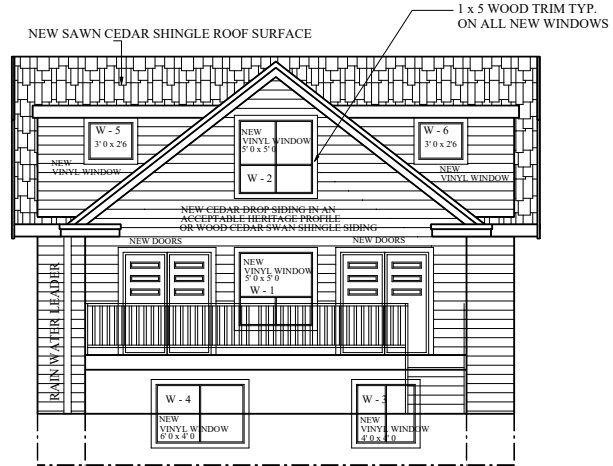 1 x 5 WOOD TRIM TYP.
ON ALL NEW WINDOWS
NEW SAWN CEDAR SHINGLE ROOF SURFACE
W - 5
3' 0 x 2'6
NEW
VINYL WINDOW
NEW
VINYL WINDOW
5' 0 x 5' 0
W - 2
W - 6
3' 0 x 2'6
NEW
VINYL WINDOW
NEW CEDAR DROP SIDING IN AN
ACCEPTABLE HERITAGE PROFILE
OR WOOD CEDAR SWAN SHINGLE SIDING
NEW DOORS
NEW DOORS
NEW
VINYL WINDOW
5' 0 x 5' 0
W - 1
RAIN WATER LEADER
W - 4
NEW
VINYL WINDOW
6' 0 x 4' 0
W - 3
NEW
VINYL WINDOW
4' 0 x 4' 0